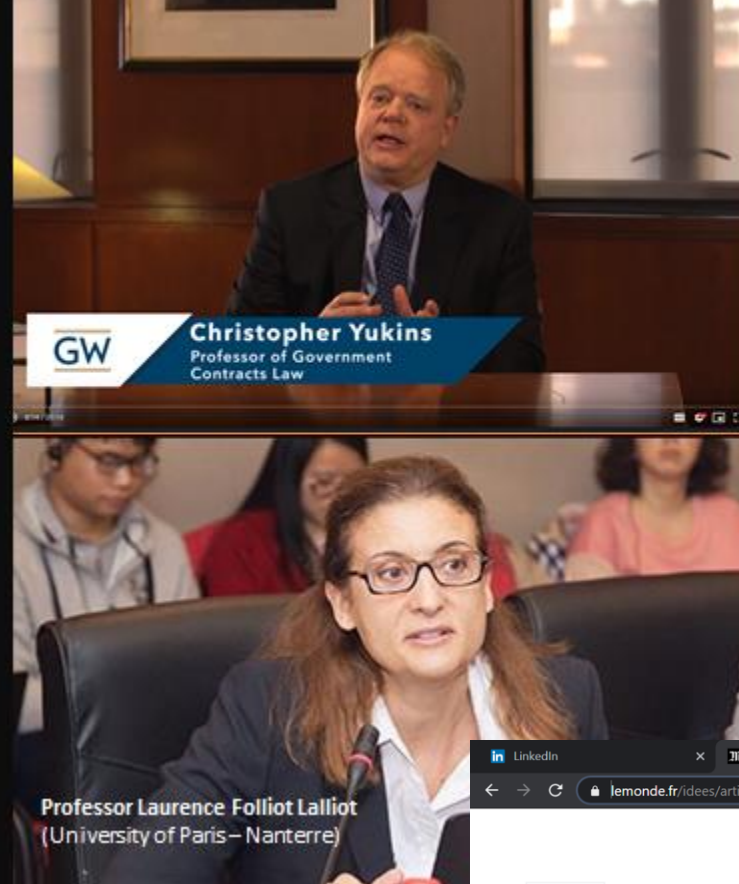 GW
Christopher Yukins
Professor of Government
Contracts Law
Professor Laurence Folliot Lalliot
(University of Paris – Nanterre)
in LinkedIn
lemonde.fr/idees/arti